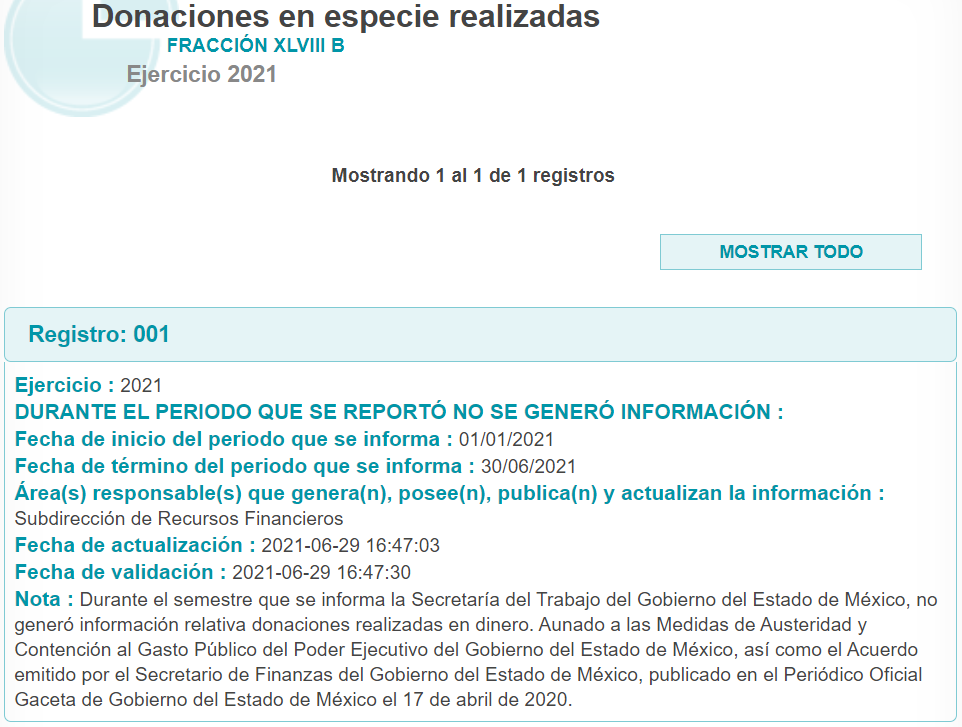 Donaciones en especie realizadas
FRACCIÓN XLVIII B
Ejercicio 2021
Mostrando 1 al 1 de 1 registros
MOSTRAR TODO
Registro: 001
Ejercicio : 2021
DURANTE EL PERIODO QUE SE REPORTÓ NO SE GENERÓ INFORMACIÓN :
Fecha de inicio del periodo que se informa : 01/01/2021
Fecha de término del periodo que se informa : 30/06/2021
Área(s) responsable(s) que genera(n), posee(n), publica(n) y actualizan la información :
Subdirección de Recursos Financieros
Fecha de actualización : 2021-06-29 16:47:03
Fecha de validación : 2021-06-29 16:47:30
Nota : Durante el semestre que se informa la Secretaría del Trabajo del Gobierno del Estado de México, no
generó información relativa donaciones realizadas en dinero. Aunado a las Medidas de Austeridad y
Contención al Gasto Público del Poder Ejecutivo del Gobierno del Estado de México, así como el Acuerdo
emitido por el Secretario de Finanzas del Gobierno del Estado de México, publicado en el Periódico Oficial
Gaceta de Gobierno del Estado de México el 17 de abril de 2020.